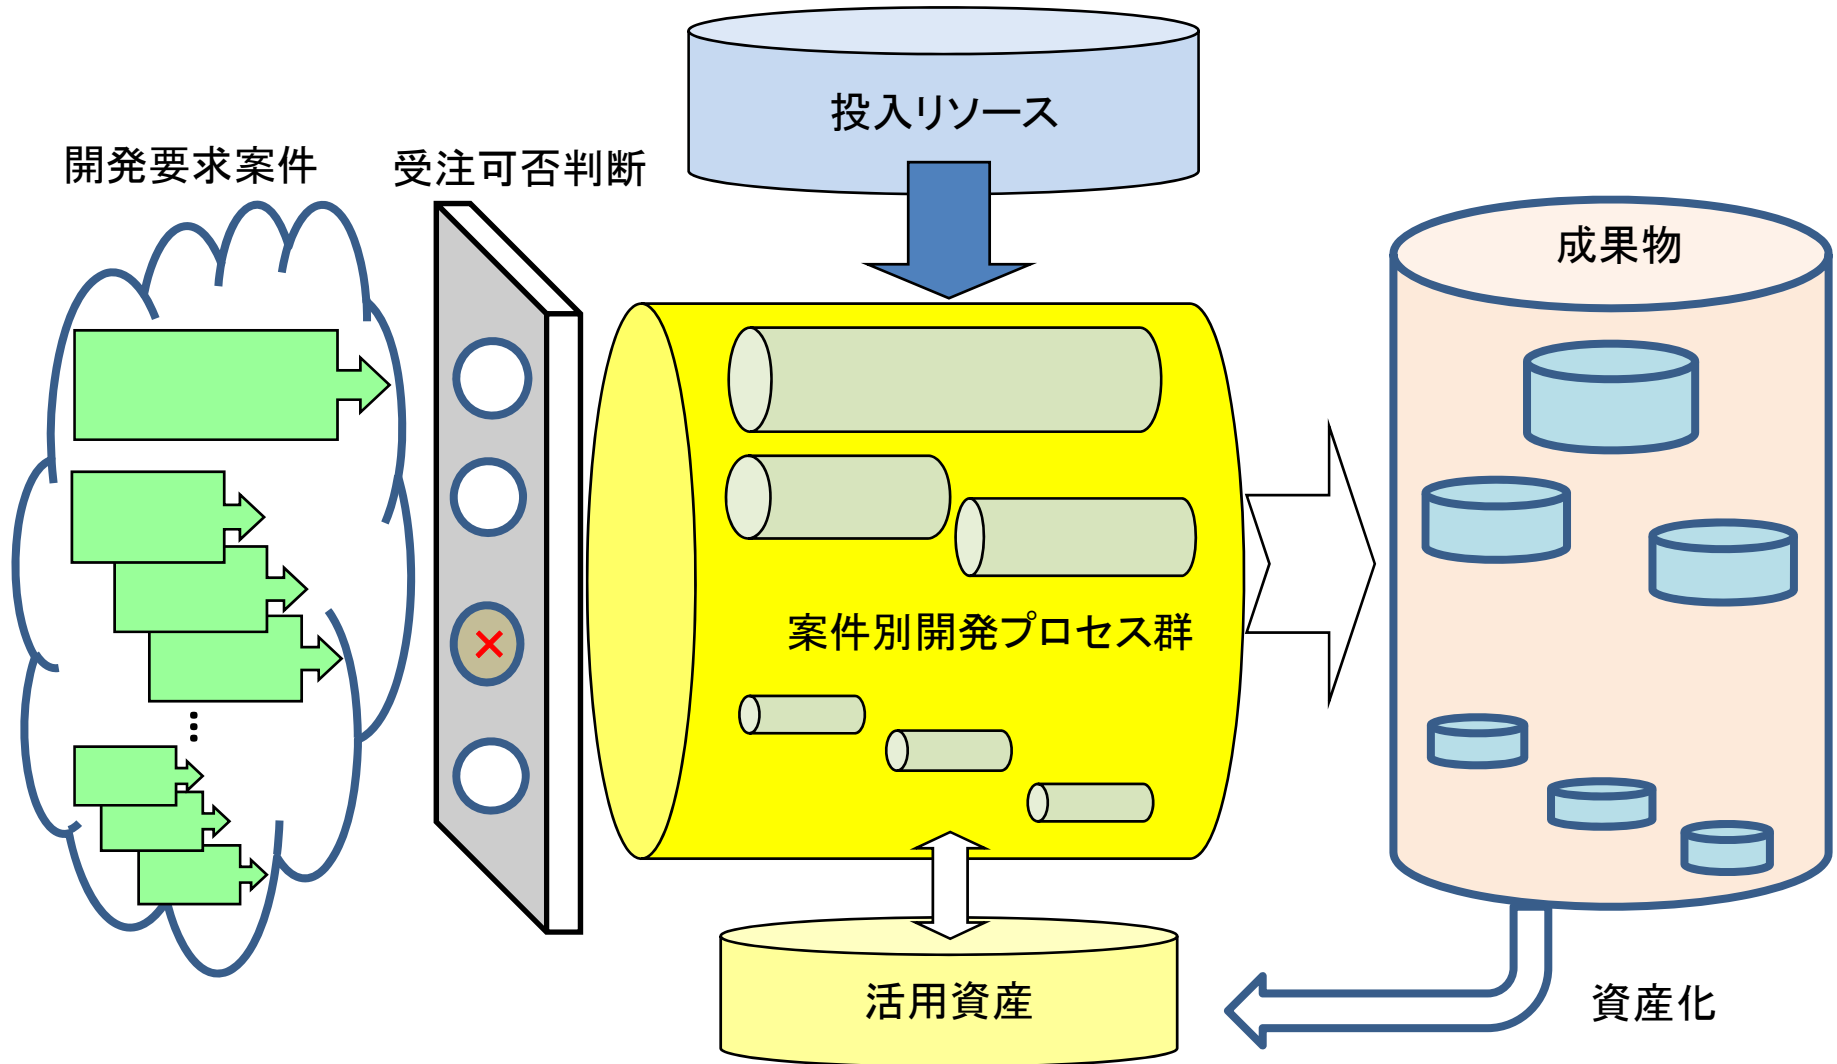 投入リソース
開発要求案件
受注可否判断
成果物
×
案件別開発プロセス群
…
活用資産
資産化